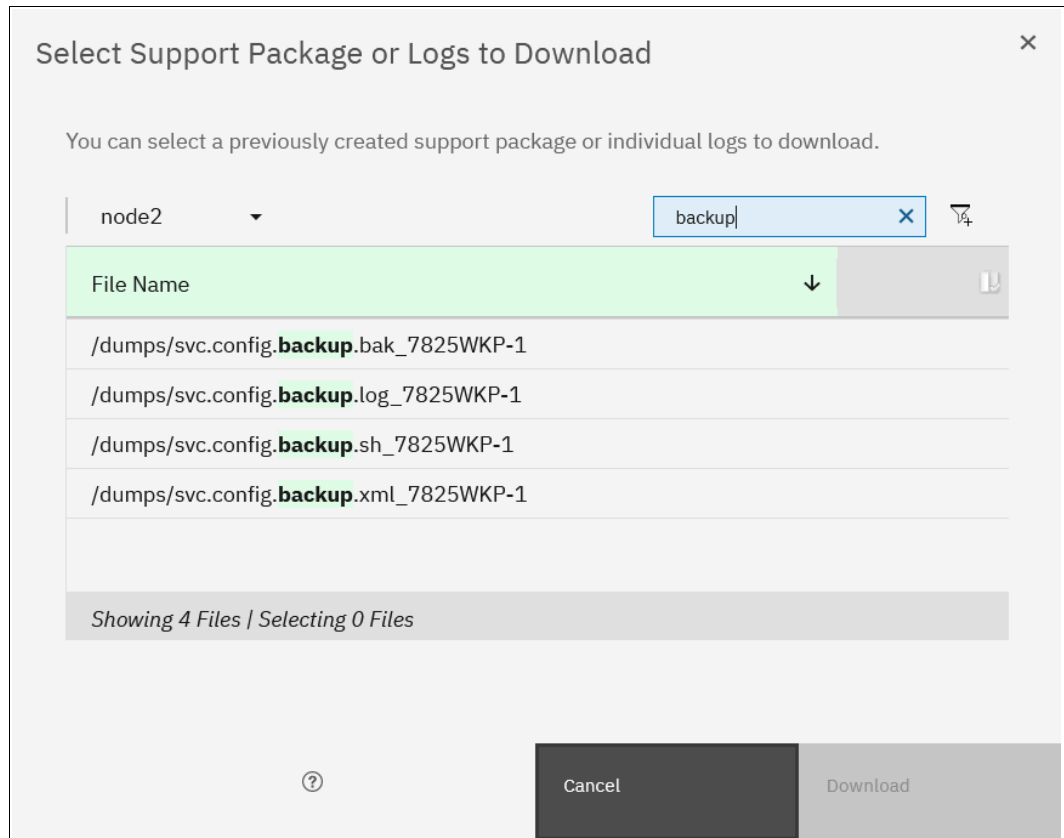 Select Support Package or Logs to Download
You can select a previously created support package or individual logs to download.
node2 backup
File Name
/dumps/svc.config.backup.bak_7825WKP-1
/dumps/svc.config.backup.log_7825WKP-1
/dumps/svc.config.backup.sh_7825WKP-1
/dumps/svc.config.backup.xml_7825WKP-1
Showing 4 Files | Selecting 0 Files
Cancel Download